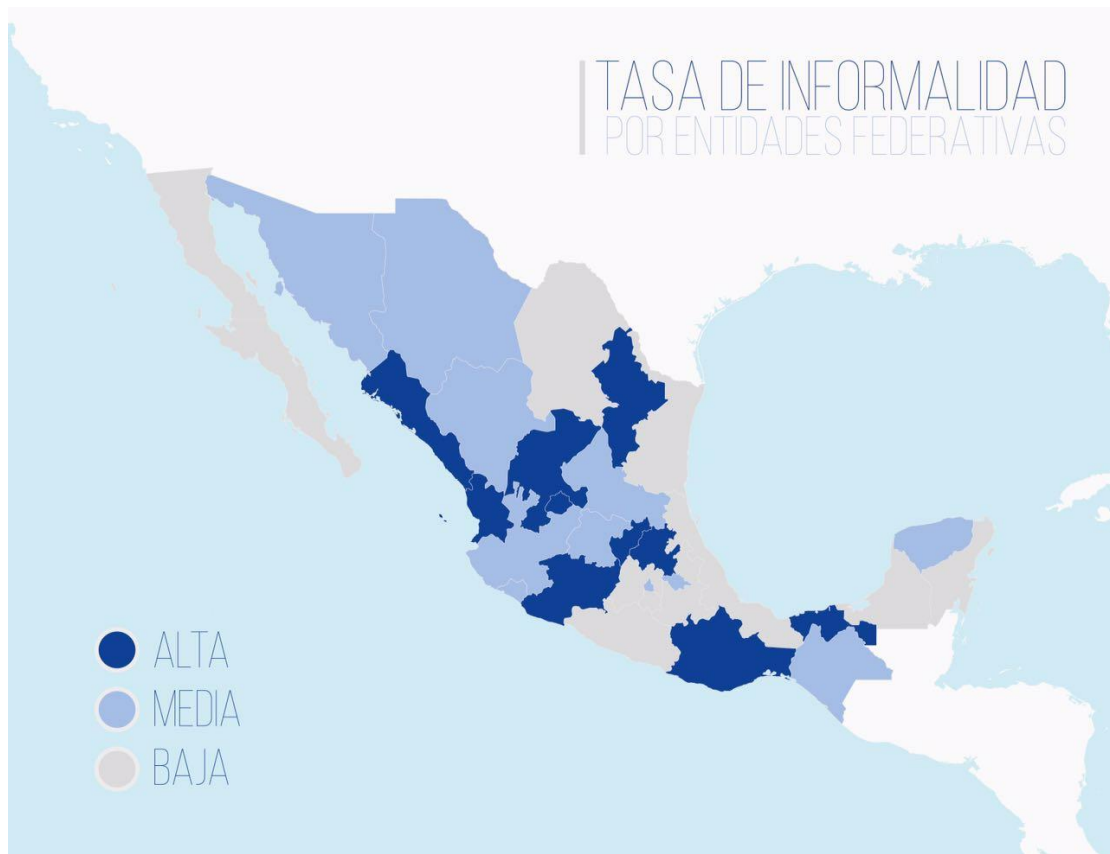 TASA DE INFORMALIDAD
POR ENTIDADES FEDERATIVAS
ALTA
MEDIA
BAJA